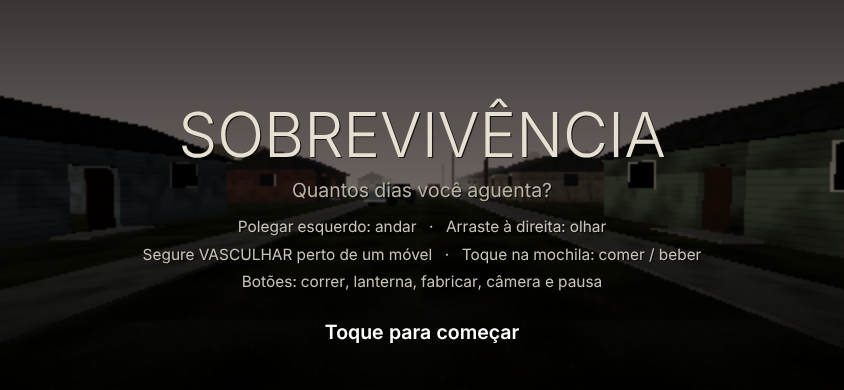 SOBREVIVÊNCIA
Quantos dias você aguenta?
Polegar esquerdo: andar · Arraste à direita: olhar
Segure VASCULHAR perto de um móvel · Toque na mochila: comer / beber
Botões: correr, lanterna, fabricar, câmera e pausa
Toque para começar